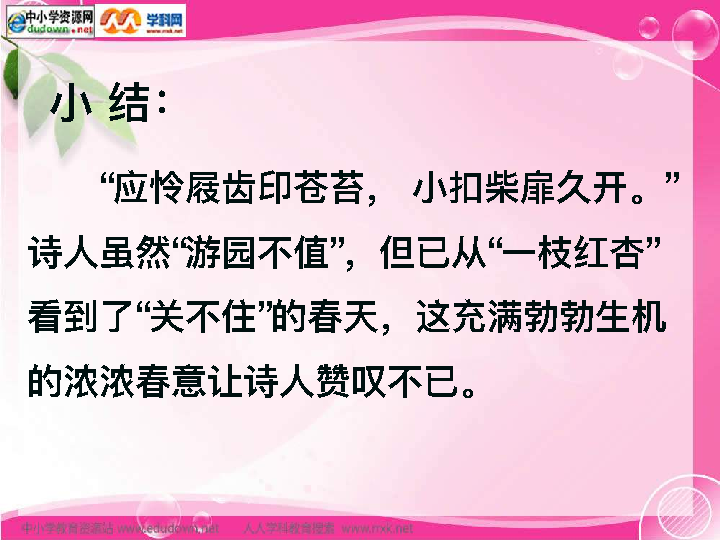 中小学资源网
dudown.net
学科网
www.nxk.net
小 结：
“应怜屐齿印苍苔， 小扣柴扉久开。”
诗人虽然“游园不值”，但已从“一枝红杏”
看到了“关不住”的春天，这充满勃勃生机
的浓浓春意让诗人赞叹不已。
中小学教育资源站 www.edudown.net 人人学科教育搜索 www.rrxk.net